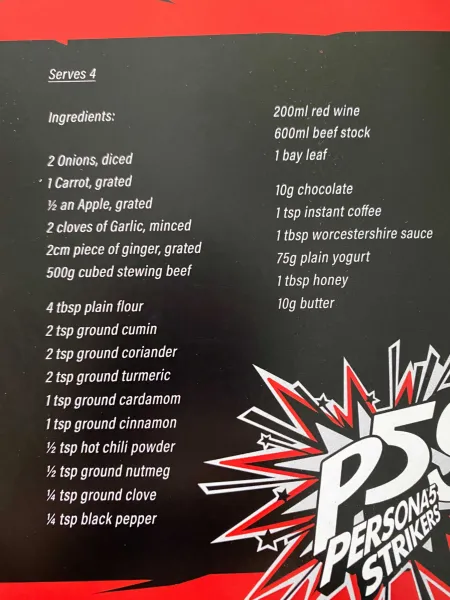 Serves 4
Ingredients:
2 Onions, diced
1 Carrot, grated
½ an Apple, grated
2 cloves of Garlic, minced
2cm piece of ginger, grated
500g cubed stewing beef
4 tbsp plain flour
2 tsp ground cumin
2 tsp ground coriander
2 tsp ground turmeric
1 tsp ground cardamom
1 tsp ground cinnamon
½ tsp hot chili powder
½ tsp ground nutmeg
¼ tsp ground clove
¼ tsp black pepper
200ml red wine
600ml beef stock
1 bay leaf
10g chocolate
1 tsp instant coffee
1 tbsp worcestershire sauce
75g plain yogurt
1 tbsp honey
10g butter
P5S
PERSONA5
STRIKERS